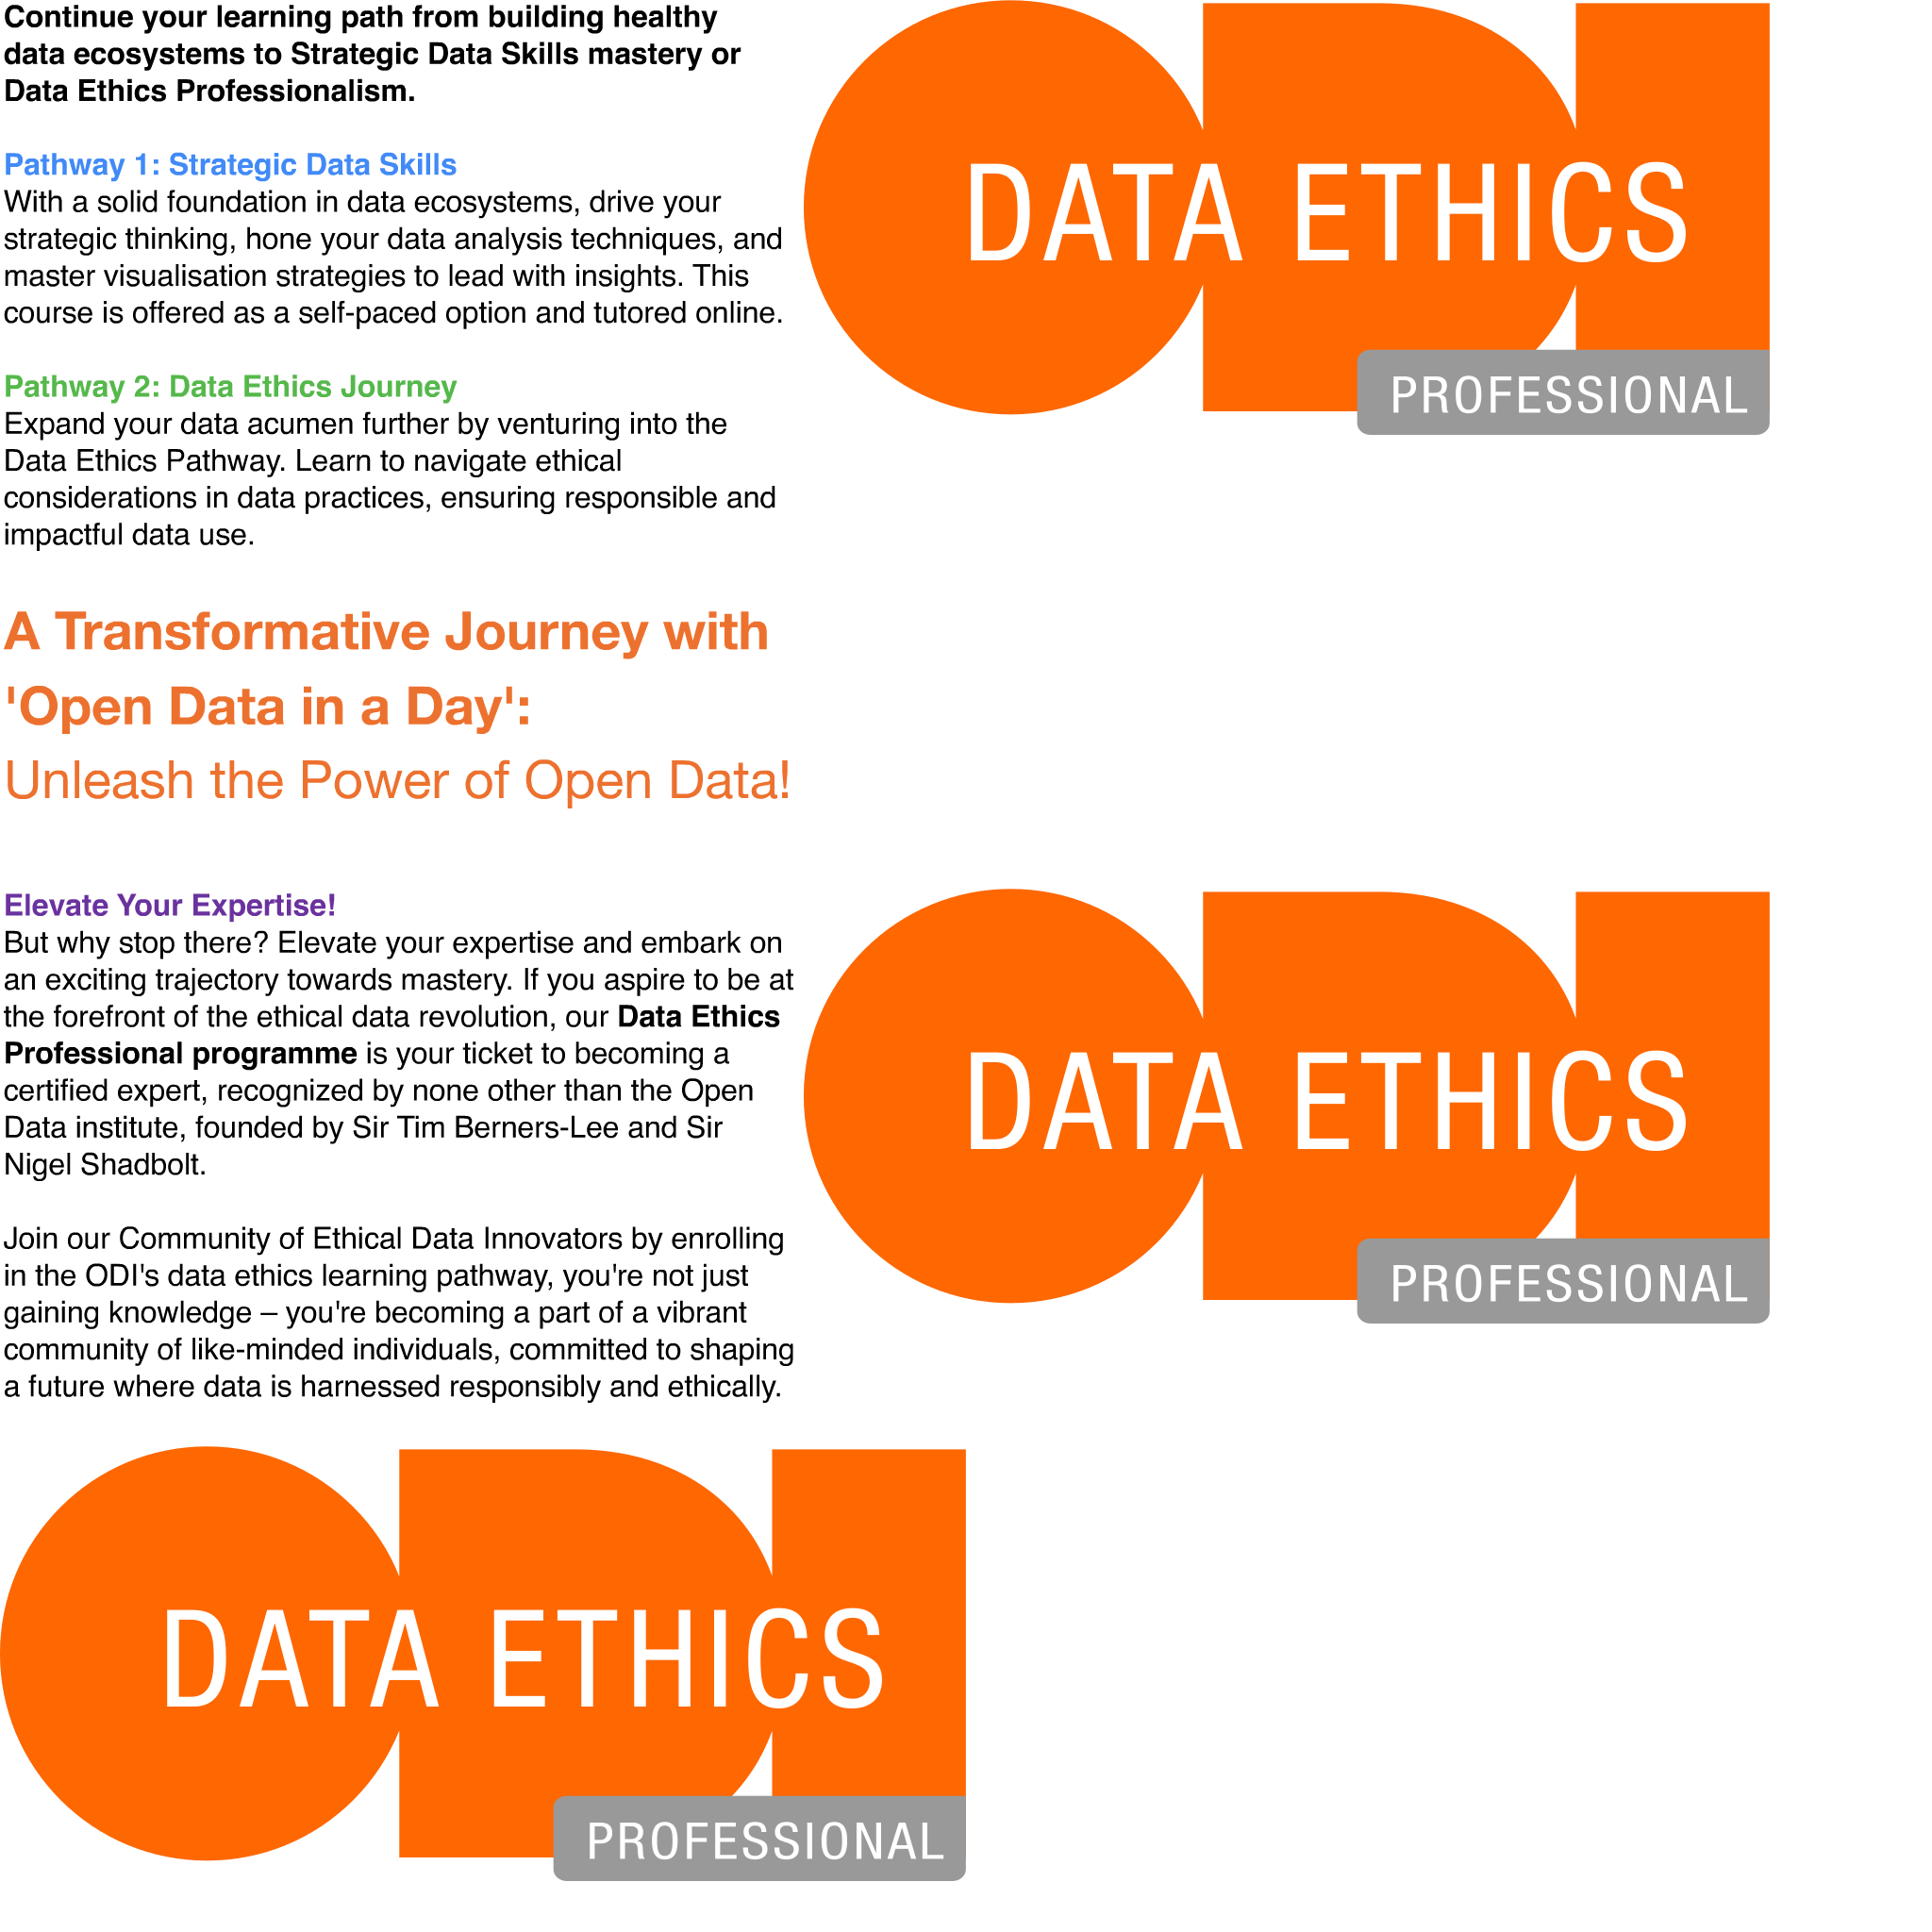 Continue your learning path from building healthy
data ecosystems to Strategic Data Skills mastery or
Data Ethics Professionalism.
Pathway 1: Strategic Data Skills
With a solid foundation in data ecosystems, drive your
strategic thinking, hone your data analysis techniques, and
master visualisation strategies to lead with insights. This
course is offered as a self-paced option and tutored online.
Pathway 2: Data Ethics Journey
Expand your data acumen further by venturing into the
Data Ethics Pathway. Learn to navigate ethical
considerations in data practices, ensuring responsible and
impactful data use.
DATA ETHICS
PROFESSIONAL
A Transformative Journey with
'Open Data in a Day':
Unleash the Power of Open Data!
Elevate Your Expertise!
But why stop there? Elevate your expertise and embark on
an exciting trajectory towards mastery. If you aspire to be at
the forefront of the ethical data revolution, our Data Ethics
Professional programme is your ticket to becoming a
certified expert, recognized by none other than the Open
Data institute, founded by Sir Tim Berners-Lee and Sir
Nigel Shadbolt.
Join our Community of Ethical Data Innovators by enrolling
in the ODI's data ethics learning pathway, you're not just
gaining knowledge – you're becoming a part of a vibrant
community of like-minded individuals, committed to shaping
a future where data is harnessed responsibly and ethically.
DATA ETHICS
PROFESSIONAL
DATA ETHICS
PROFESSIONAL